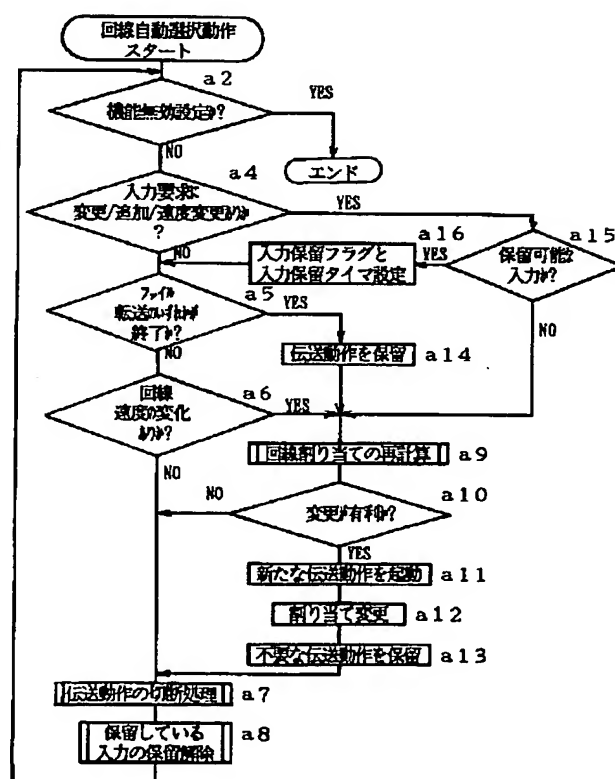 回線自動選択動作
スタート
a2
機能無効設定か?
YES
NO
エンド
a4
入力要求に
変更/追加/速度変更ありか
?
YES
NO
a15
保留可能な
入力か?
YES
NO
a16
入力保留フラグと
入力保留タイマ設定
a5
ファイル
転送のいずれかが
終了か?
YES
NO
伝送動作を保留
a14
a6
回線
速度の変化
ありか?
YES
NO
回線割り当ての再計算
a9
a10
変更が有利か?
NO
YES
新たな伝送動作を起動
a11
割り当て変更
a12
不要な伝送動作を保留
a13
伝送動作の切断処理
a7
保留している
入力の保留解除
a8